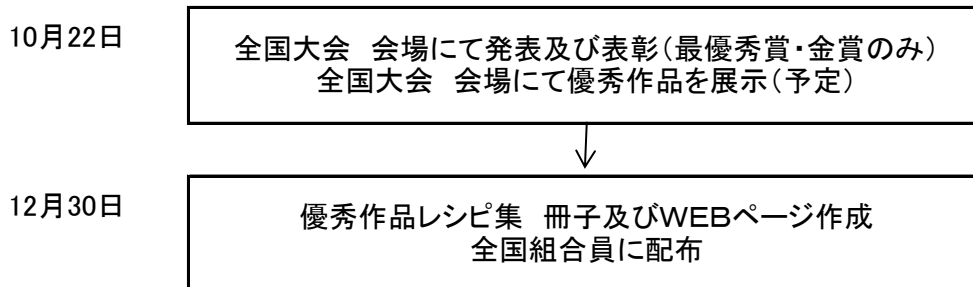 10月22日
全国大会　会場にて発表及び表彰（最優秀賞・金賞のみ）
全国大会　会場にて優秀作品を展示（予定）
12月30日
優秀作品レシピ集　冊子及びＷＥＢページ作成
全国組合員に配布